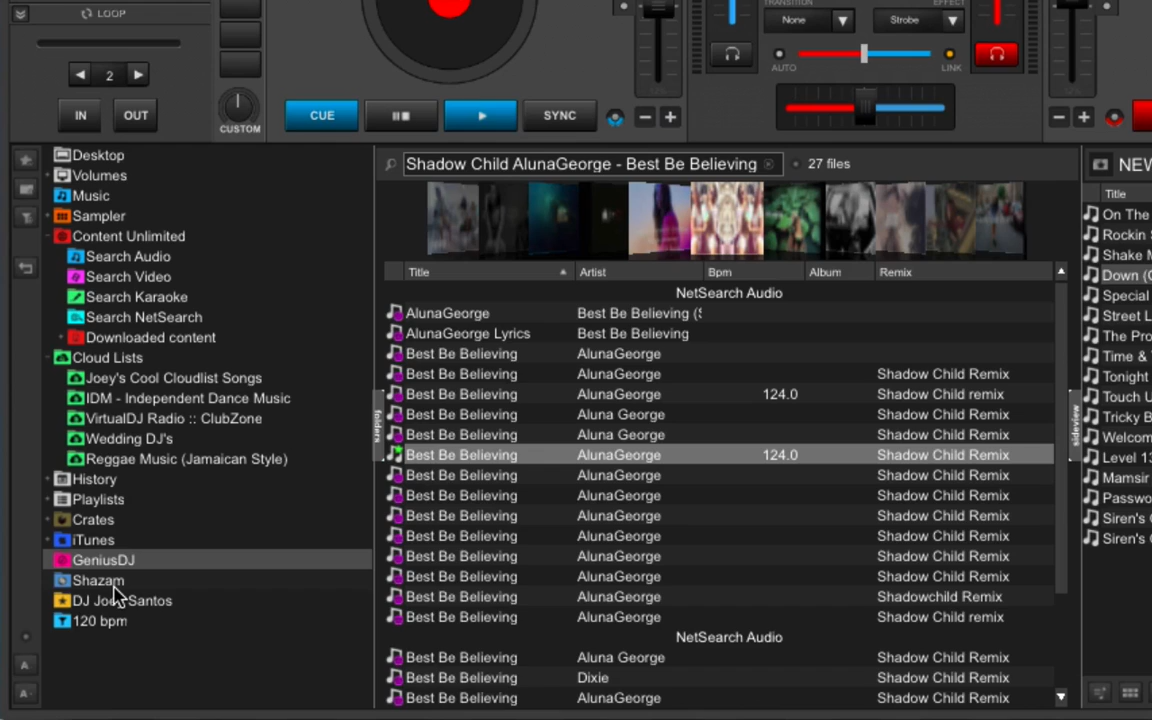 LOOP
2
IN
OUT
CUSTOM
CUE
SYNC
TRANSITION
EFFECT
None
Strobe
AUTO
LINK
Desktop
Volumes
Music
Sampler
Content Unlimited
Search Audio
Search Video
Search Karaoke
Search NetSearch
Downloaded content
Cloud Lists
Joey's Cool Cloudlist Songs
IDM - Independent Dance Music
VirtualDJ Radio :: ClubZone
Wedding DJ's
Reggae Music (Jamaican Style)
History
Playlists
Crates
iTunes
GeniusDJ
Shazam
DJ Joey Santos
120 bpm
folders
Shadow Child AlunaGeorge - Best Be Believing
27 files
Title Artist Bpm Album Remix
NetSearch Audio
AlunaGeorge Best Be Believing (S
AlunaGeorge Lyrics Best Be Believing
Best Be Believing AlunaGeorge
Best Be Believing AlunaGeorge Shadow Child Remix
Best Be Believing AlunaGeorge 124.0 Shadow Child remix
Best Be Believing Aluna George Shadow Child Remix
Best Be Believing Aluna George Shadow Child Remix
Best Be Believing AlunaGeorge 124.0 Shadow Child Remix
Best Be Believing AlunaGeorge Shadow Child Remix
Best Be Believing AlunaGeorge Shadow Child Remix
Best Be Believing AlunaGeorge Shadow Child Remix
Best Be Believing AlunaGeorge Shadow Child Remix
Best Be Believing AlunaGeorge Shadow Child Remix
Best Be Believing AlunaGeorge Shadow Child Remix
Best Be Believing AlunaGeorge Shadowchild Remix
Best Be Believing AlunaGeorge Shadow Child remix
NetSearch Audio
Best Be Believing Aluna George Shadow Child Remix
Best Be Believing Dixie Shadow Child Remix
Best Be Believing AlunaGeorge Shadow Child Remix
sideview
NEW
Title
On The
Rockin
Shake M
Down (C
Special
Street L
The Pro
Time &
Tonight
Touch U
Tricky B
Welcom
Level 13
Mamsir
Passwo
Siren's
Siren's
A
A